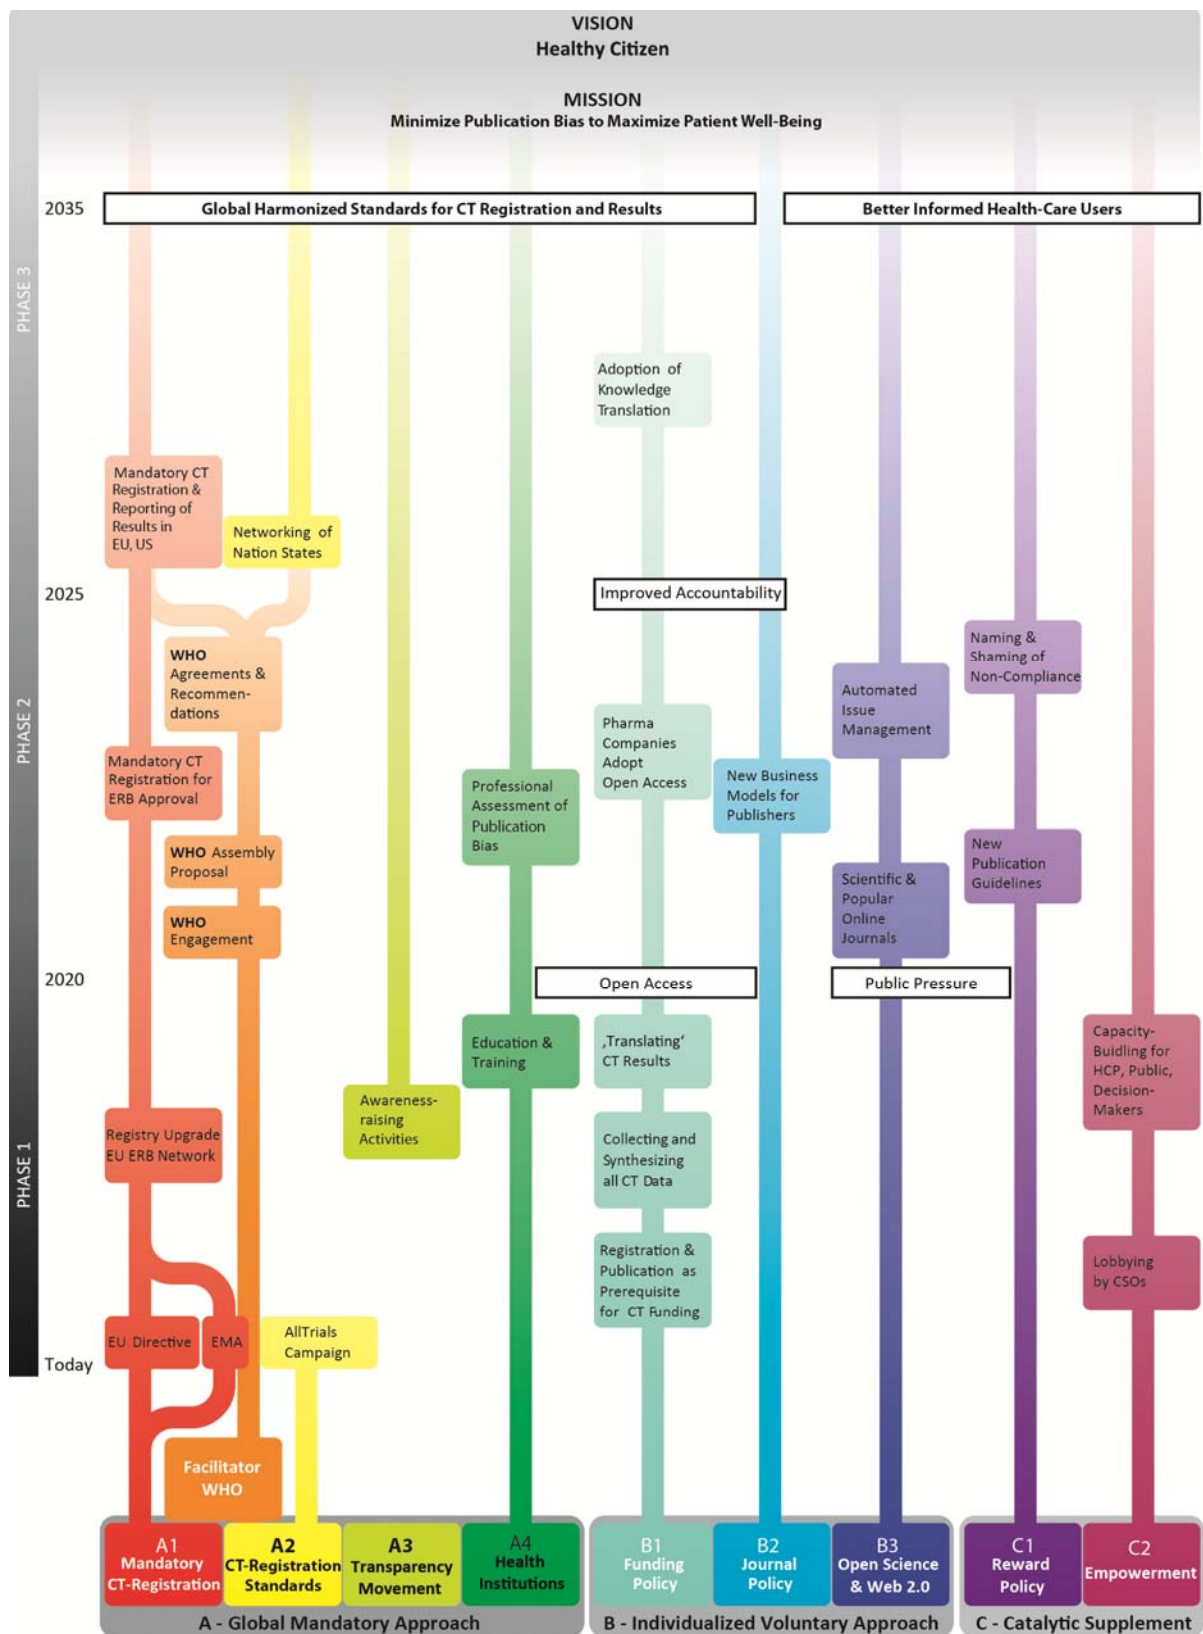 VISION
Healthy Citizen
MISSION
Minimize Publication Bias to Maximize Patient Well-Being
2035
Global Harmonized Standards for CT Registration and Results
Better Informed Health-Care Users
PHASE 3
Adoption of
Knowledge
Translation
Mandatory CT
Registration &
Reporting of
Results in
EU, US
Networking of
Nation States
2025
Improved Accountability
WHO
Agreements &
Recommen-
dations
Naming &
Shaming of
Non-Compliance
Automated
Issue
Management
PHASE 2
Pharma
Companies
Adopt
Open Access
Mandatory CT
Registration for
ERB Approval
Professional
Assessment of
Publication
Bias
New Business
Models for
Publishers
WHO Assembly
Proposal
New
Publication
Guidelines
Scientific &
Popular
Online
Journals
WHO
Engagement
2020
Open Access
Public Pressure
Education &
Training
‚Translating‘
CT Results
Capacity-
Buidling for
HCP, Public,
Decision-
Makers
Awareness-
raising
Activities
Registry Upgrade
EU ERB Network
Collecting and
Synthesizing
all CT Data
PHASE 1
Registration &
Publication as
Prerequisite
for CT Funding
Lobbying
by CSOs
EU Directive
EMA
AllTrials
Campaign
Today
Facilitator
WHO
A1
Mandatory
CT-Registration
A2
CT-Registration
Standards
A3
Transparency
Movement
A4
Health
Institutions
B1
Funding
Policy
B2
Journal
Policy
B3
Open Science
& Web 2.0
C1
Reward
Policy
C2
Empowerment
A - Global Mandatory Approach
B - Individualized Voluntary Approach
C - Catalytic Supplement